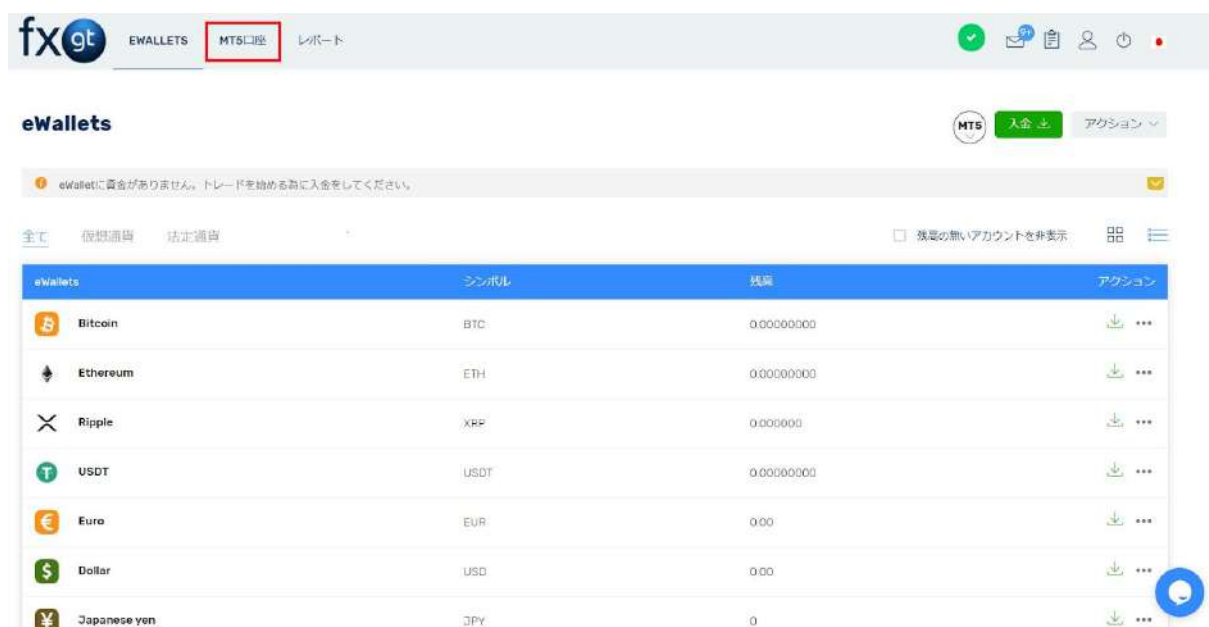 fxgt EWALLETS MT5口座 レポート 9+
eWallets MT5 入金 アクション
eWalletに資金がありません。トレードを始める為に入金をしてください。
全て 仮想通貨 法定通貨 残高の無いアカウントを非表示
eWallets シンボル 残高 アクション
Bitcoin BTC 0.00000000
Ethereum ETH 0.00000000
Ripple XRP 0.000000
USDT USDT 0.00000000
Euro EUR 0.00
Dollar USD 0.00
Japanese yen JPY 0